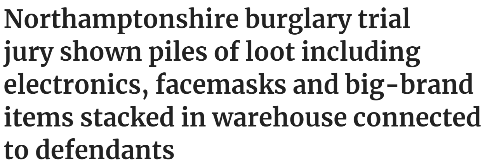 Northamptonshire burglary trial
jury shown piles of loot including
electronics, facemasks and big-brand
items stacked in warehouse connected
to defendants